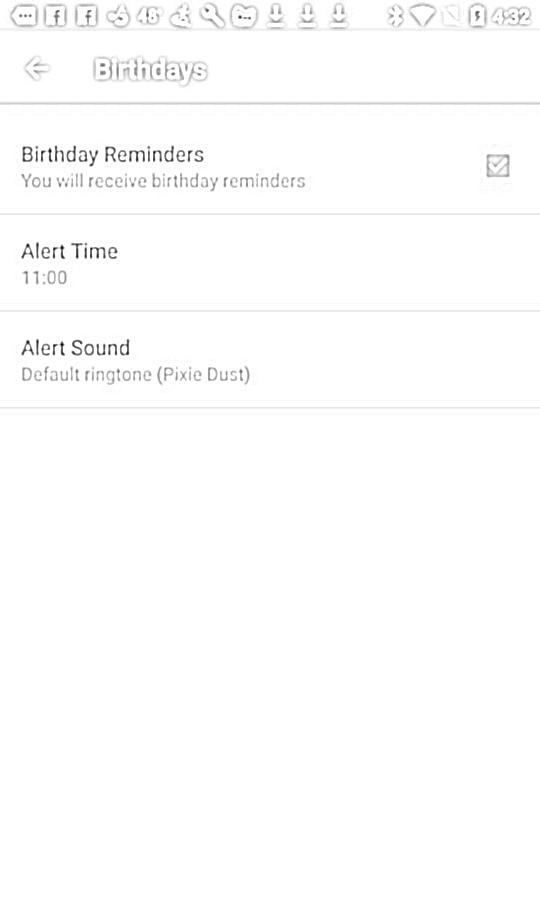 48° 4:32
Birthdays
Birthday Reminders
You will receive birthday reminders
Alert Time
11:00
Alert Sound
Default ringtone (Pixie Dust)